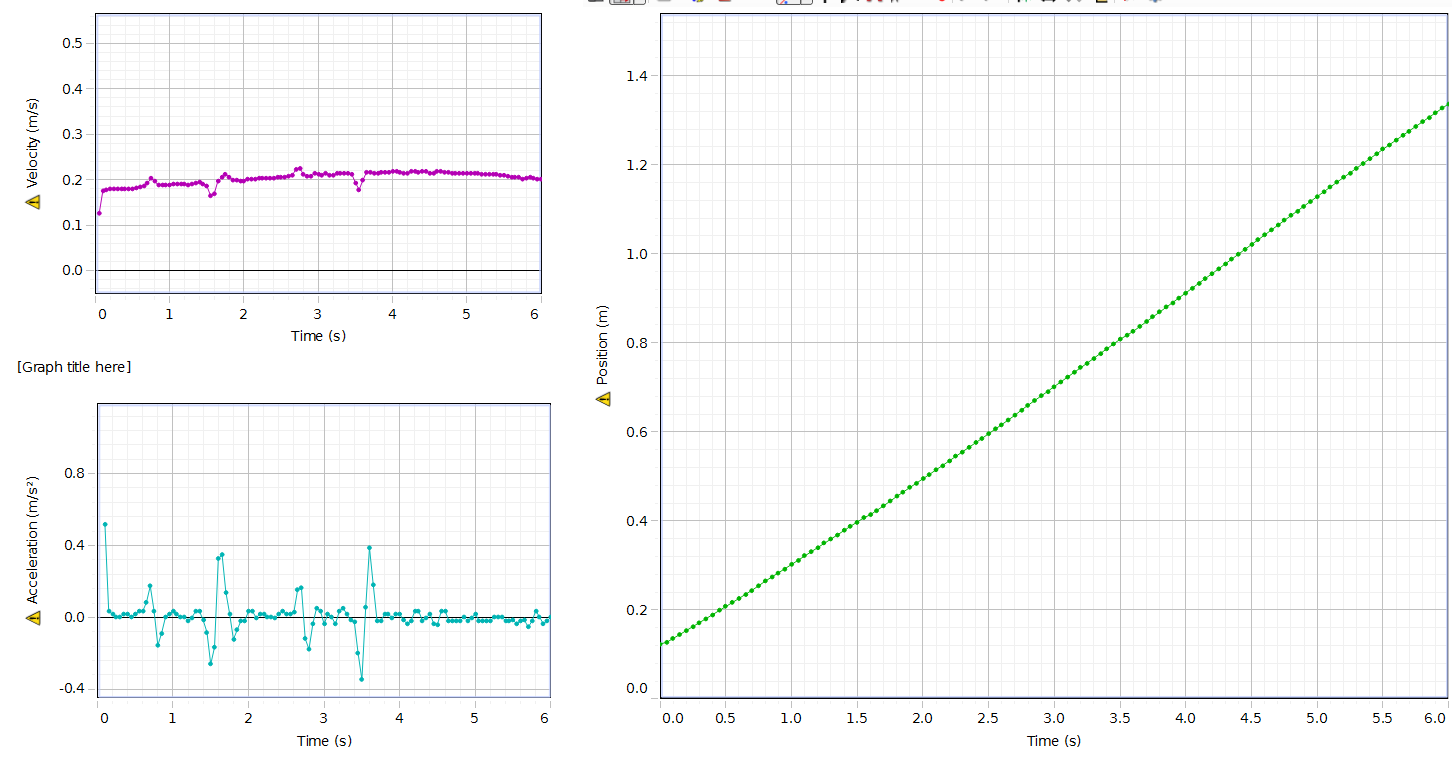 0.5
0.4
0.3
0.2
0.1
0.0
Velocity (m/s)
0 1 2 3 4 5 6
Time (s)
[Graph title here]
0.8
0.4
0.0
-0.4
Acceleration (m/s²)
0 1 2 3 4 5 6
Time (s)
1.4
1.2
1.0
0.8
0.6
0.4
0.2
0.0
Position (m)
0.0 0.5 1.0 1.5 2.0 2.5 3.0 3.5 4.0 4.5 5.0 5.5 6.0
Time (s)